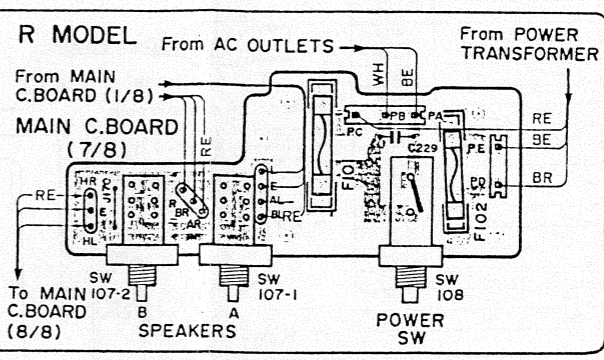 R MODEL
From AC OUTLETS
From POWER
TRANSFORMER
From MAIN
C.BOARD (1/8)
WH
BE
MAIN C.BOARD
(7/8)
RE
PC
PB
PA
RE
BE
BR
C229
PE
PD
F101
F102
HR
E
HL
RE
R
BR
AR
L
E
AL
BL
RE
SW
107-2
SW
107-1
SW
108
To MAIN
C.BOARD
(8/8)
B
A
SPEAKERS
POWER
SW